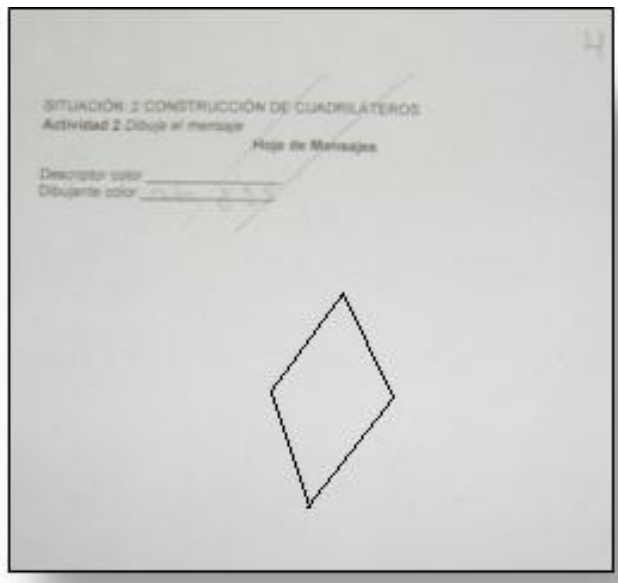 SITUACIÓN 2 CONSTRUCCIÓN DE CUADRILÁTEROS
Actividad 2 Dibuja el mensaje
Hoja de Mensajes
Descriptor color
Dibujante color